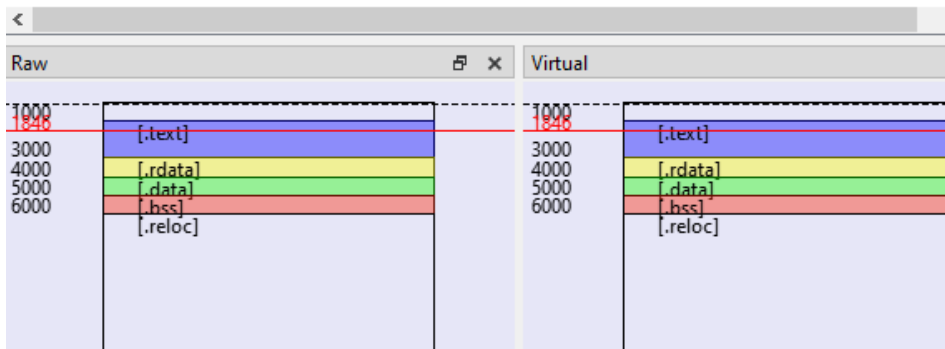 Raw
Virtual
1000
1846
[.text]
3000
4000
[.rdata]
5000
[.data]
6000
[.bss]
[.reloc]
1000
1846
[.text]
3000
4000
[.rdata]
5000
[.data]
6000
[.bss]
[.reloc]